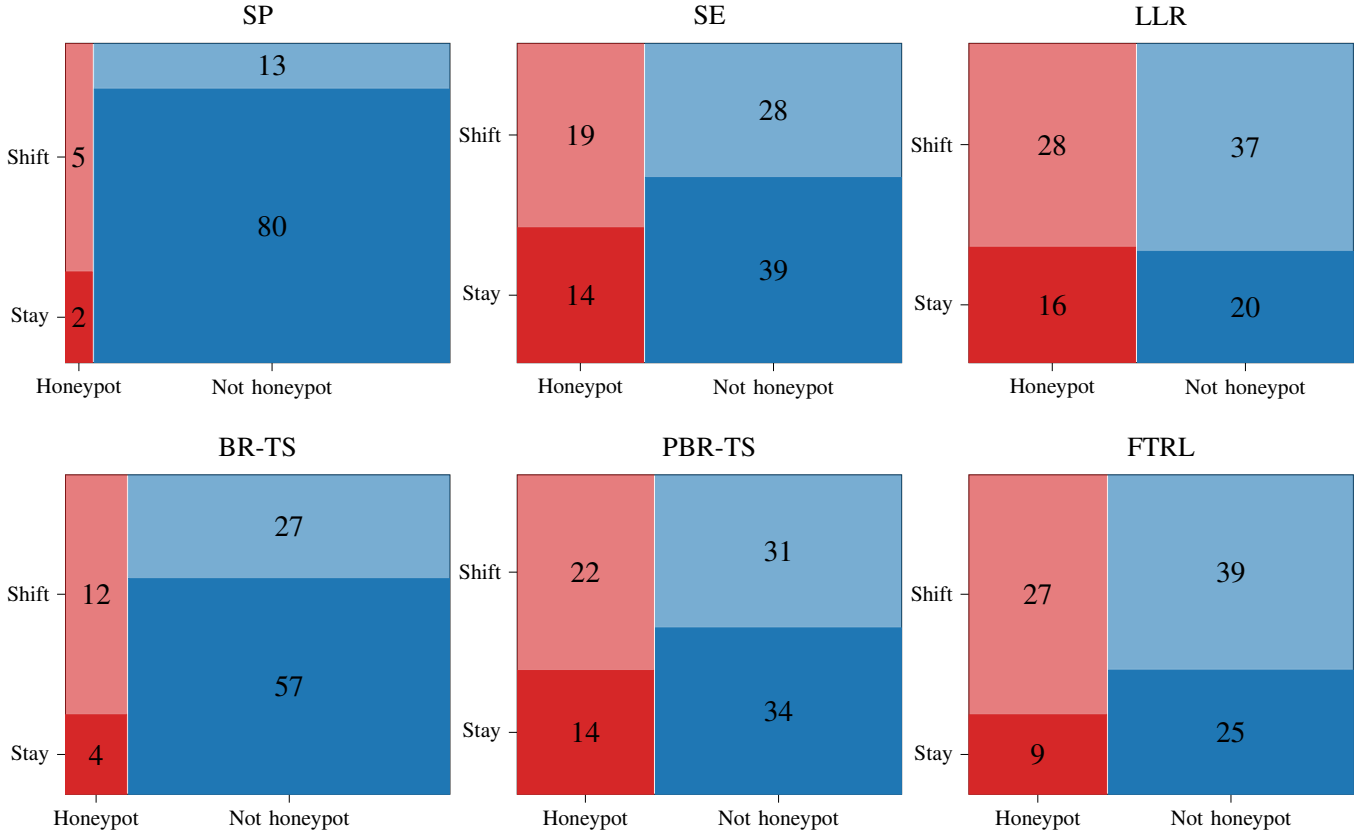 SP
SE
LLR
13
28
Shift
5
Shift
19
Shift
28
37
80
39
Stay
2
Stay
14
Stay
16
20
Honeypot
Not honeypot
Honeypot
Not honeypot
Honeypot
Not honeypot
BR-TS
PBR-TS
FTRL
27
31
Shift
12
Shift
22
Shift
27
39
57
34
Stay
4
Stay
14
Stay
9
25
Honeypot
Not honeypot
Honeypot
Not honeypot
Honeypot
Not honeypot